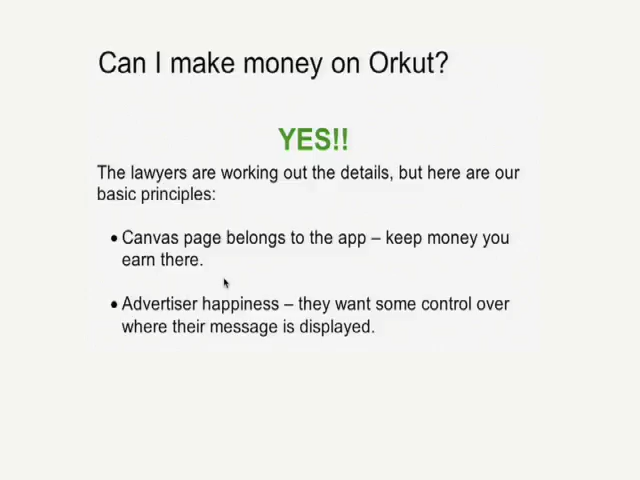 Can I make money on Orkut?
YES!!
The lawyers are working out the details, but here are our
basic principles:
• Canvas page belongs to the app – keep money you
earn there.
• Advertiser happiness – they want some control over
where their message is displayed.